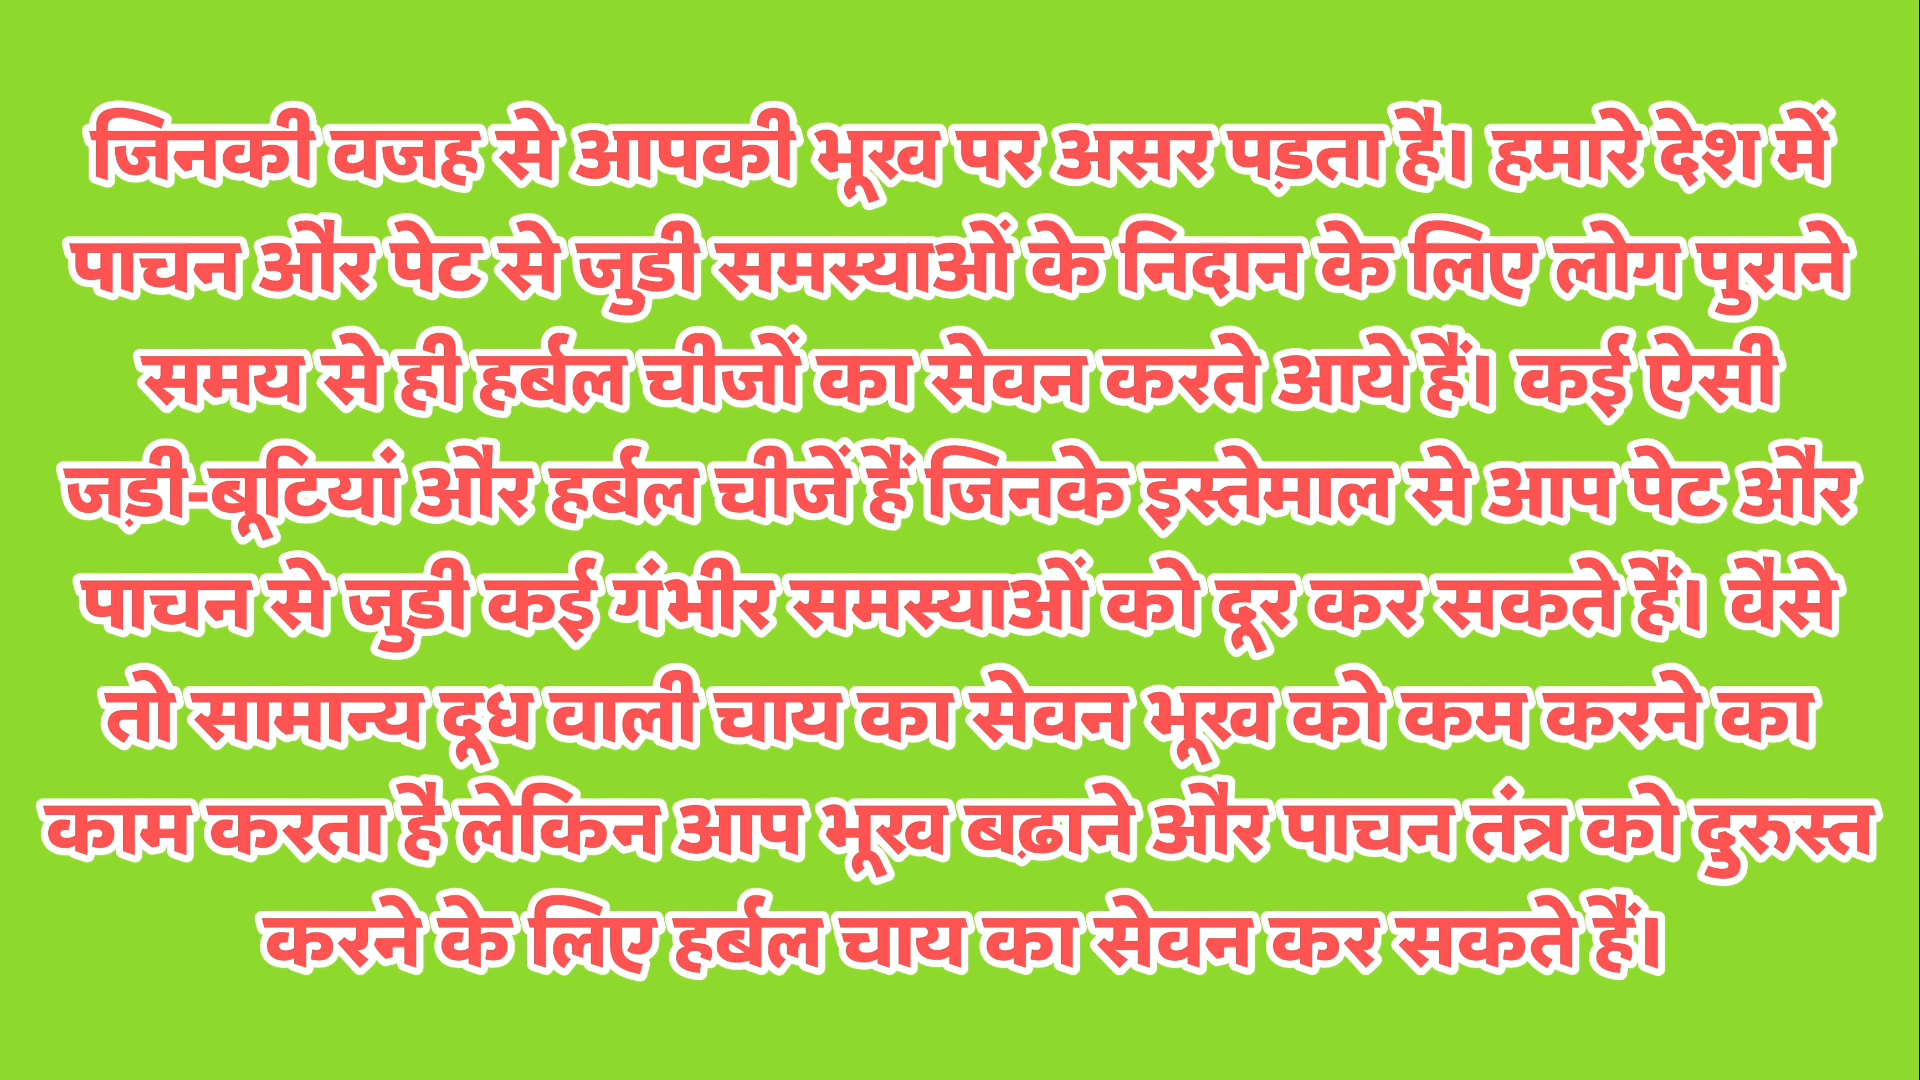 जिनकी वजह से आपकी भूख पर असर पड़ता है। हमारे देश में
पाचन और पेट से जुडी समस्याओं के निदान के लिए लोग पुराने
समय से ही हर्बल चीजों का सेवन करते आये हैं। कई ऐसी
जड़ी-बूटियां और हर्बल चीजें हैं जिनके इस्तेमाल से आप पेट और
पाचन से जुडी कई गंभीर समस्याओं को दूर कर सकते हैं। वैसे
तो सामान्य दूध वाली चाय का सेवन भूख को कम करने का
काम करता है लेकिन आप भूख बढ़ाने और पाचन तंत्र को दुरुस्त
करने के लिए हर्बल चाय का सेवन कर सकते हैं।